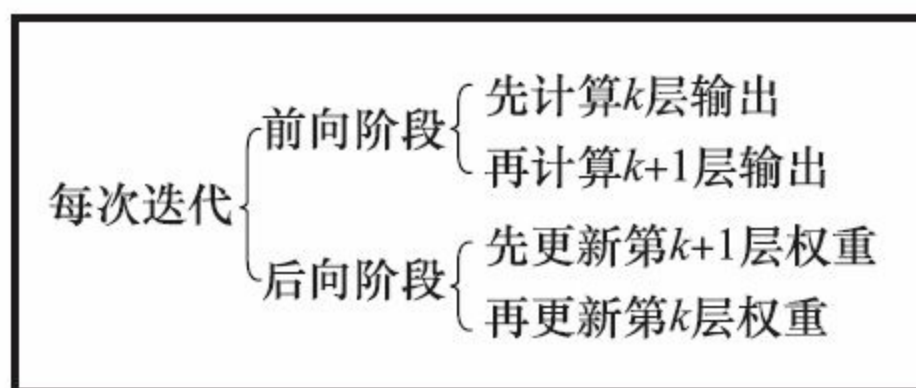 每次迭代
前向阶段
先计算k层输出
再计算k+1层输出
后向阶段
先更新第k+1层权重
再更新第k层权重